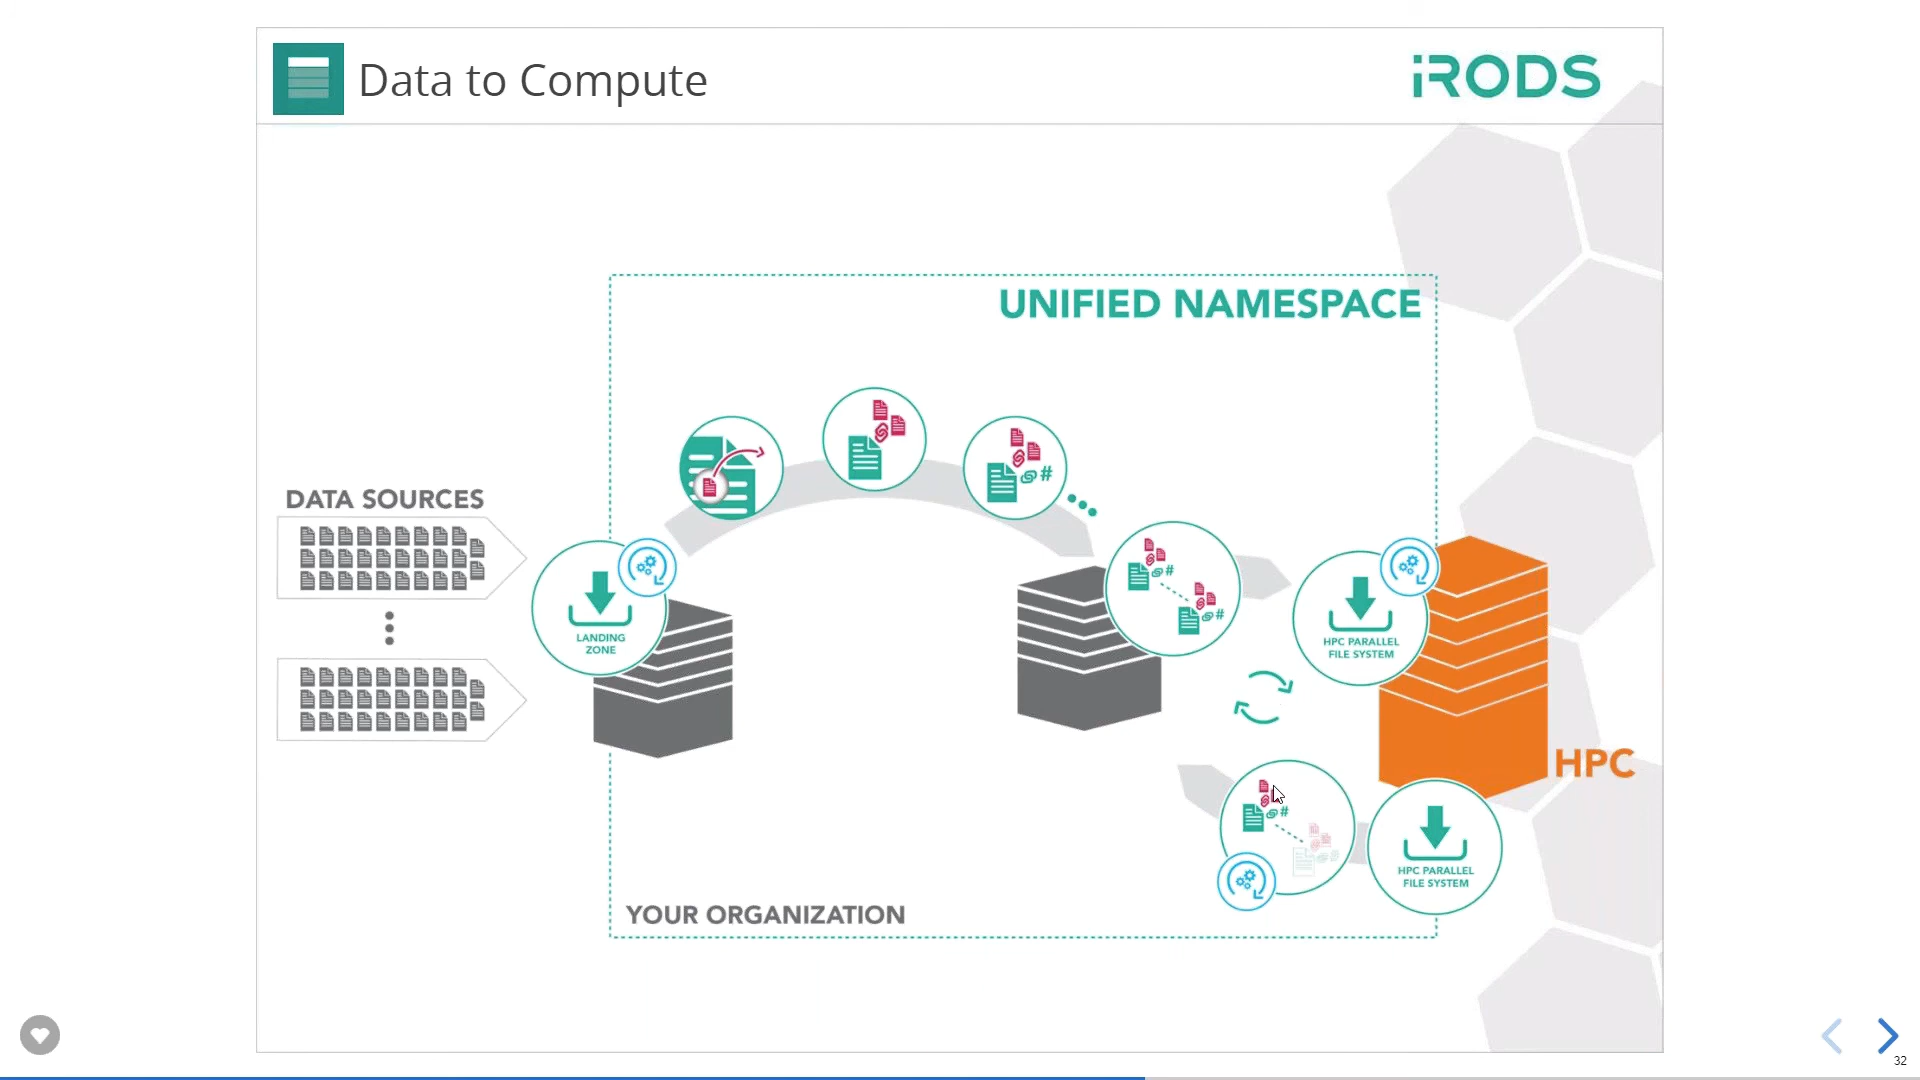 Data to Compute
iRODS
UNIFIED NAMESPACE
#
DATA SOURCES
#
#
LANDING
ZONE
HPC PARALLEL
FILE SYSTEM
HPC
#
HPC PARALLEL
FILE SYSTEM
YOUR ORGANIZATION
32